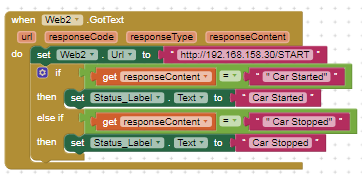 when Web2 .GotText
url responseCode responseType responseContent
do set Web2 . Url to " http://192.168.158.30/START "
if get responseContent = " Car Started "
then set Status_Label . Text to " Car Started "
else if get responseContent = " Car Stopped "
then set Status_Label . Text to " Car Stopped "